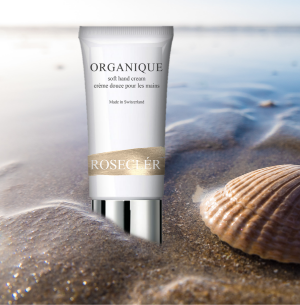 ORGANIQUE
soft hand cream
crème douce pour les mains
Made in Switzerland
ROSECLÉR